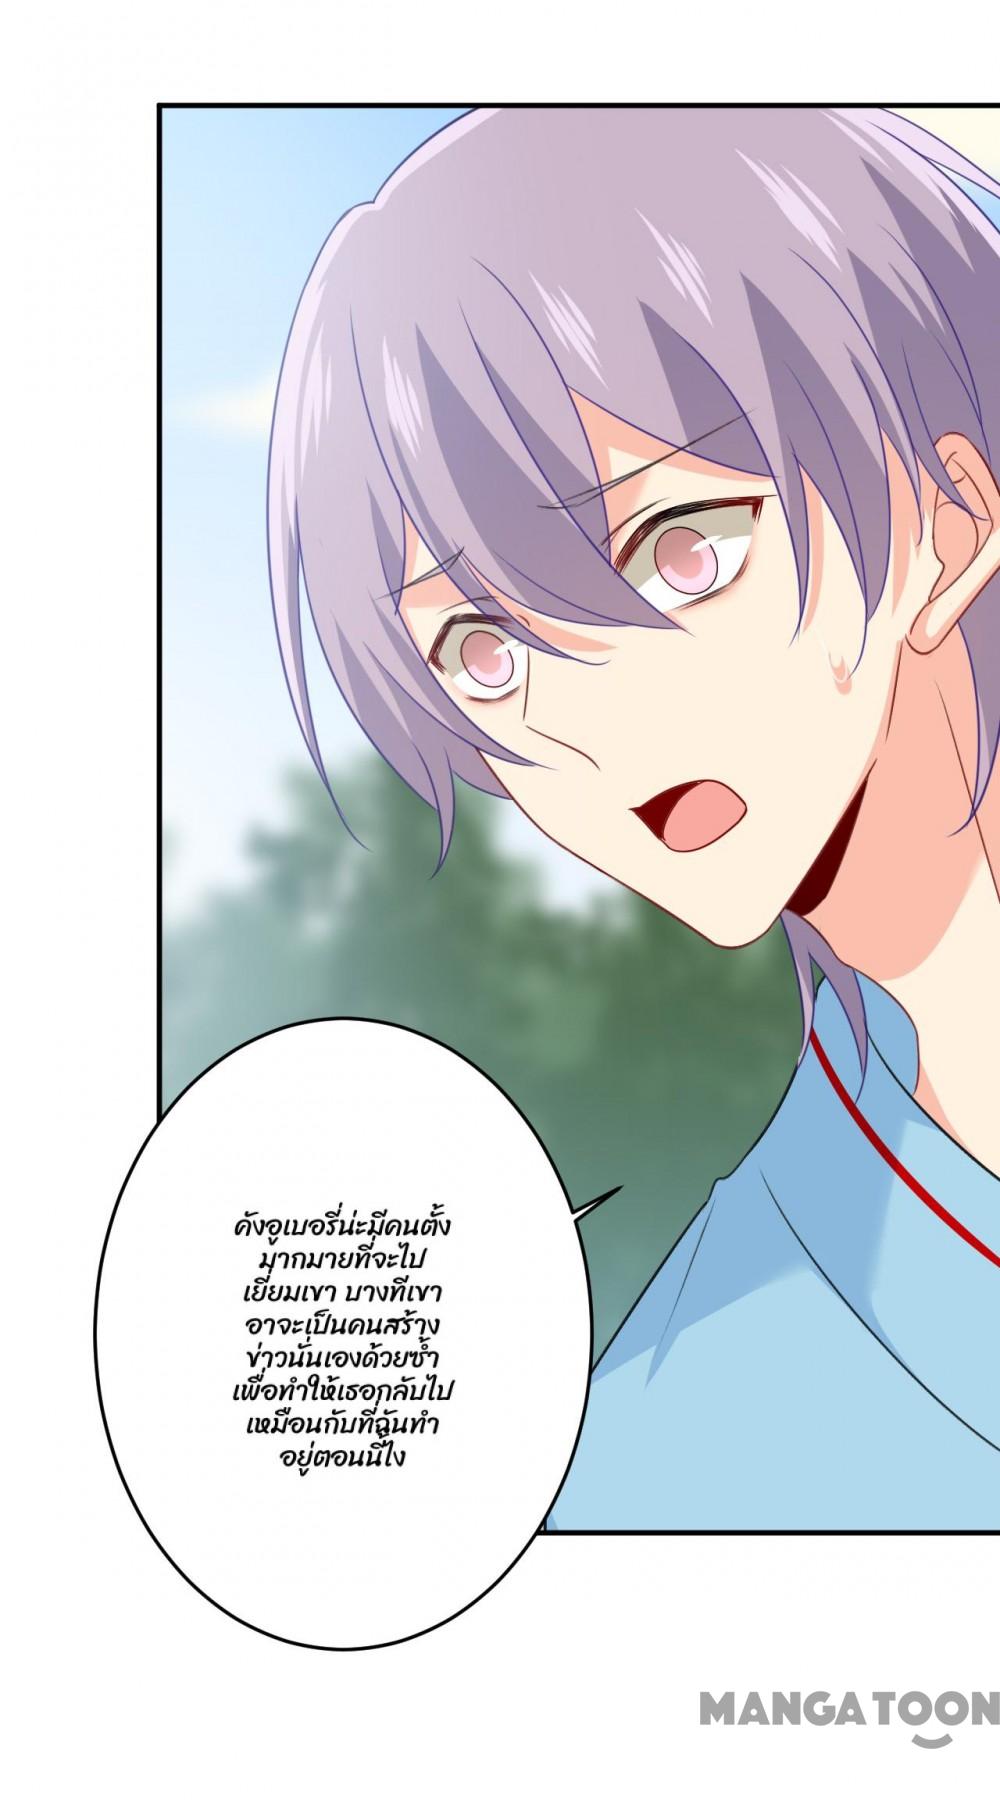 คังอูเบอรี่น่ะมีคนตั้ง
มากมายที่จะไป
เยี่ยมเขา บางทีเขา
อาจะเป็นคนสร้าง
ข่าวนั่นเองด้วยซ้ำ
เพื่อทำให้เธอกลับไป
เหมือนกับที่ฉันทำ
อยู่ตอนนี้ไง
MANGATOON